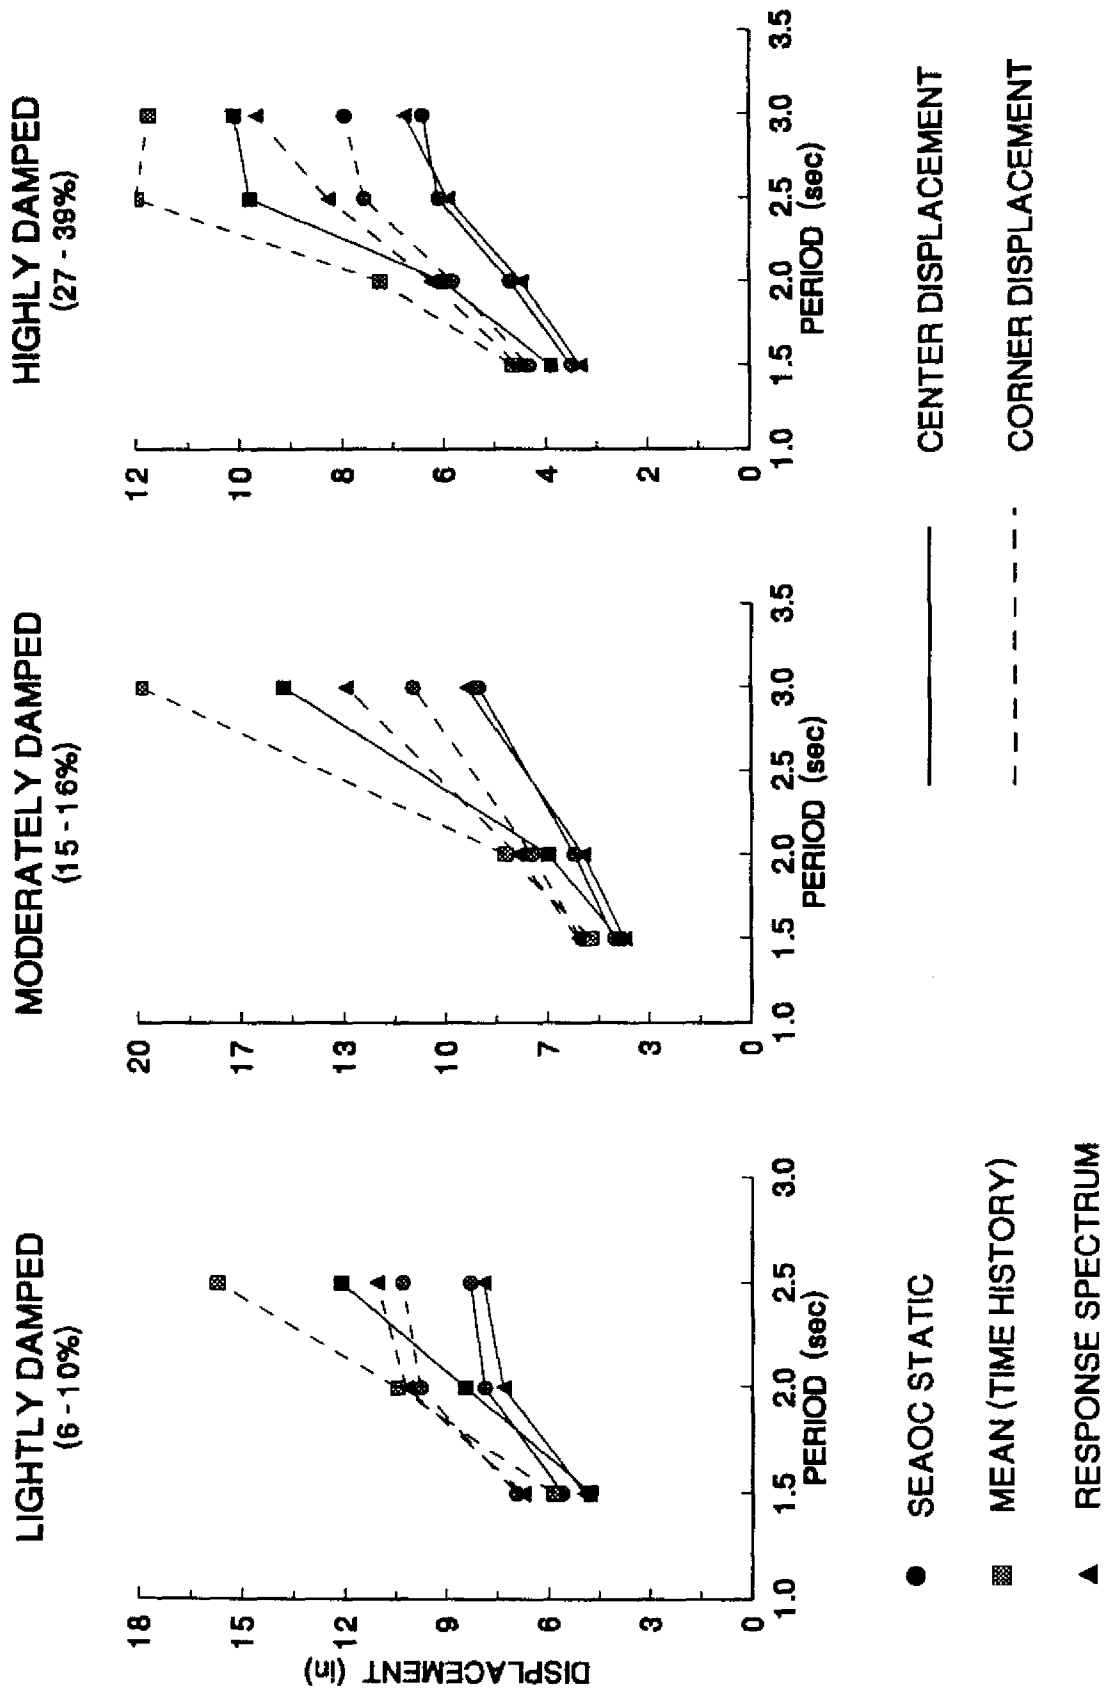 LIGHTLY DAMPED
(6 - 10%)
18
15
12
9
6
3
0
DISPLACEMENT (in)
1.0
1.5
2.0
2.5
3.0
PERIOD (sec)
MODERATELY DAMPED
(15 - 16%)
20
17
13
10
7
3
0
1.0
1.5
2.0
2.5
3.0
3.5
PERIOD (sec)
HIGHLY DAMPED
(27 - 39%)
12
10
8
6
4
2
0
1.0
1.5
2.0
2.5
3.0
3.5
PERIOD (sec)
SEAOC STATIC
MEAN (TIME HISTORY)
RESPONSE SPECTRUM
CENTER DISPLACEMENT
CORNER DISPLACEMENT